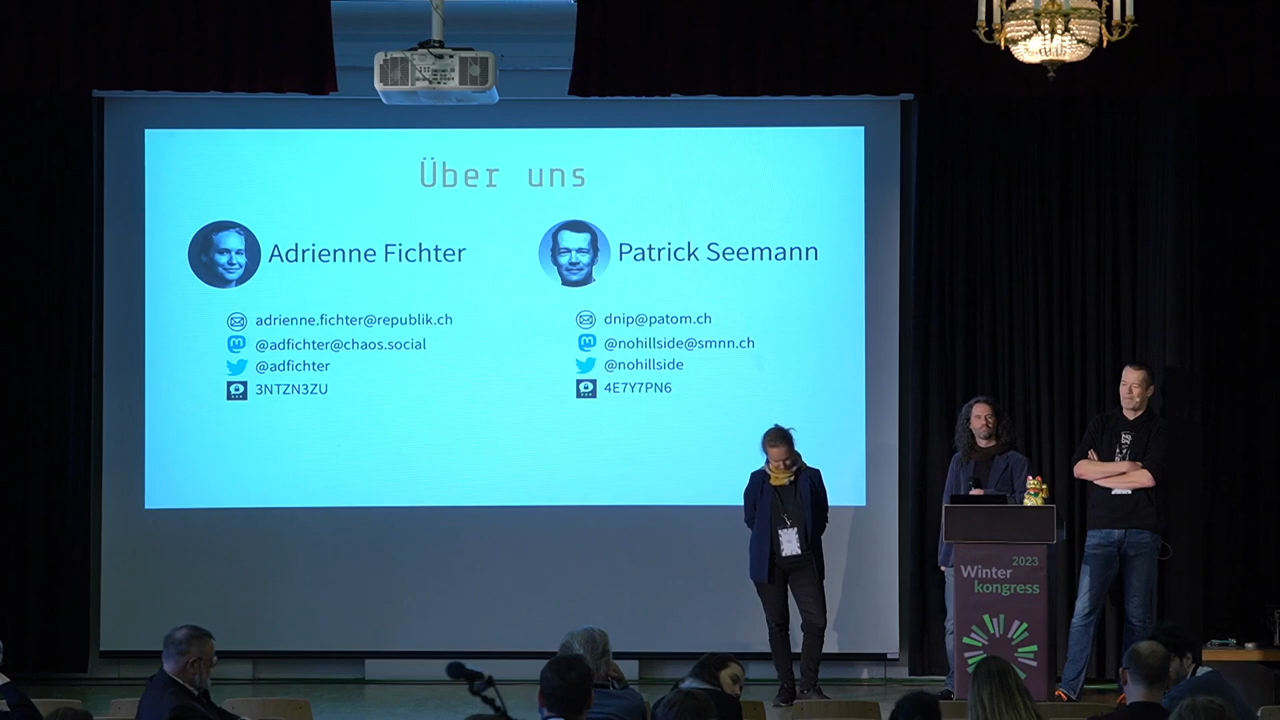 Über uns
Adrienne Fichter
adrienne.fichter@republik.ch
@adfichter@chaos.social
@adfichter
3NTZN3ZU
Patrick Seemann
dnip@patom.ch
@nohillside@smnn.ch
@nohillside
4E7Y7PN6
2023
Winter
kongress